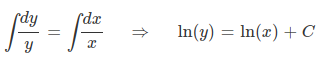 ∫dy/y = ∫dx/x ⇒ ln(y) = ln(x) + C